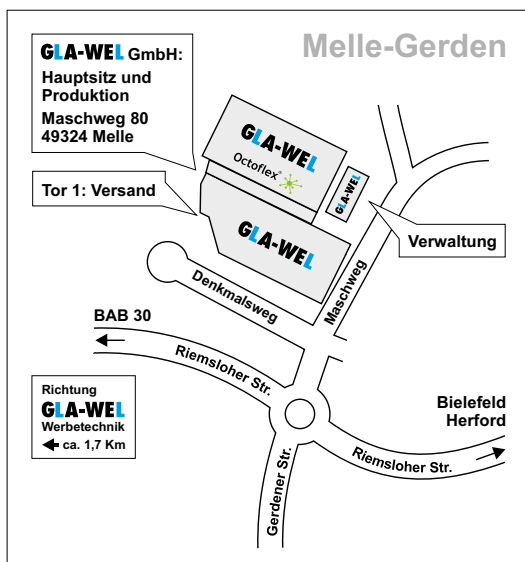 Melle-Gerden
GLA-WEL GmbH:
Hauptsitz und
Produktion
Maschweg 80
49324 Melle
GLA-WEL
Octoflex®
GLA-WEL
Tor 1: Versand
GLA-WEL
Verwaltung
Maschweg
Denkmalsweg
BAB 30
Riemsloher Str.
Richtung
GLA-WEL
Werbetechnik
ca. 1,7 Km
Bielefeld
Herford
Riemsloher Str.
Gerdener Str.